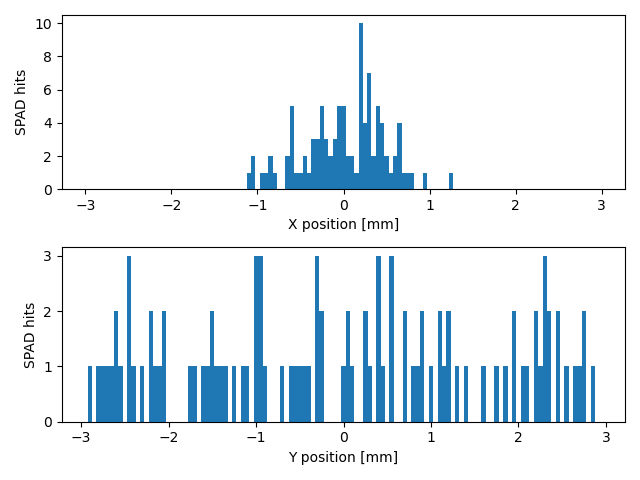 10
8
6
4
2
0
SPAD hits
−3 −2 −1 0 1 2 3
X position [mm]
3
2
1
0
SPAD hits
−3 −2 −1 0 1 2 3
Y position [mm]